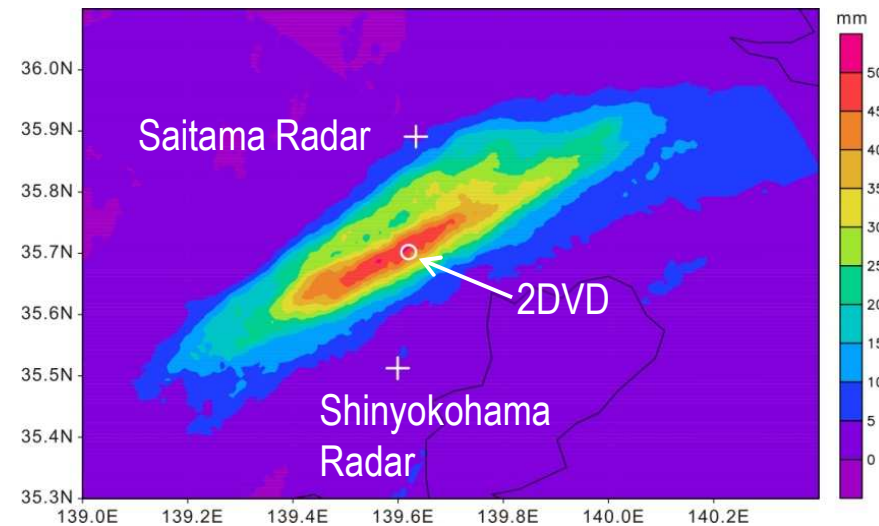 mm
36.0N
35.9N
35.8N
35.7N
35.6N
35.5N
35.4N
35.3N
Saitama Radar
2DVD
Shinyokohama
Radar
139.0E 139.2E 139.4E 139.6E 139.8E 140.0E 140.2E
50
45
40
35
30
25
20
15
10
5
0